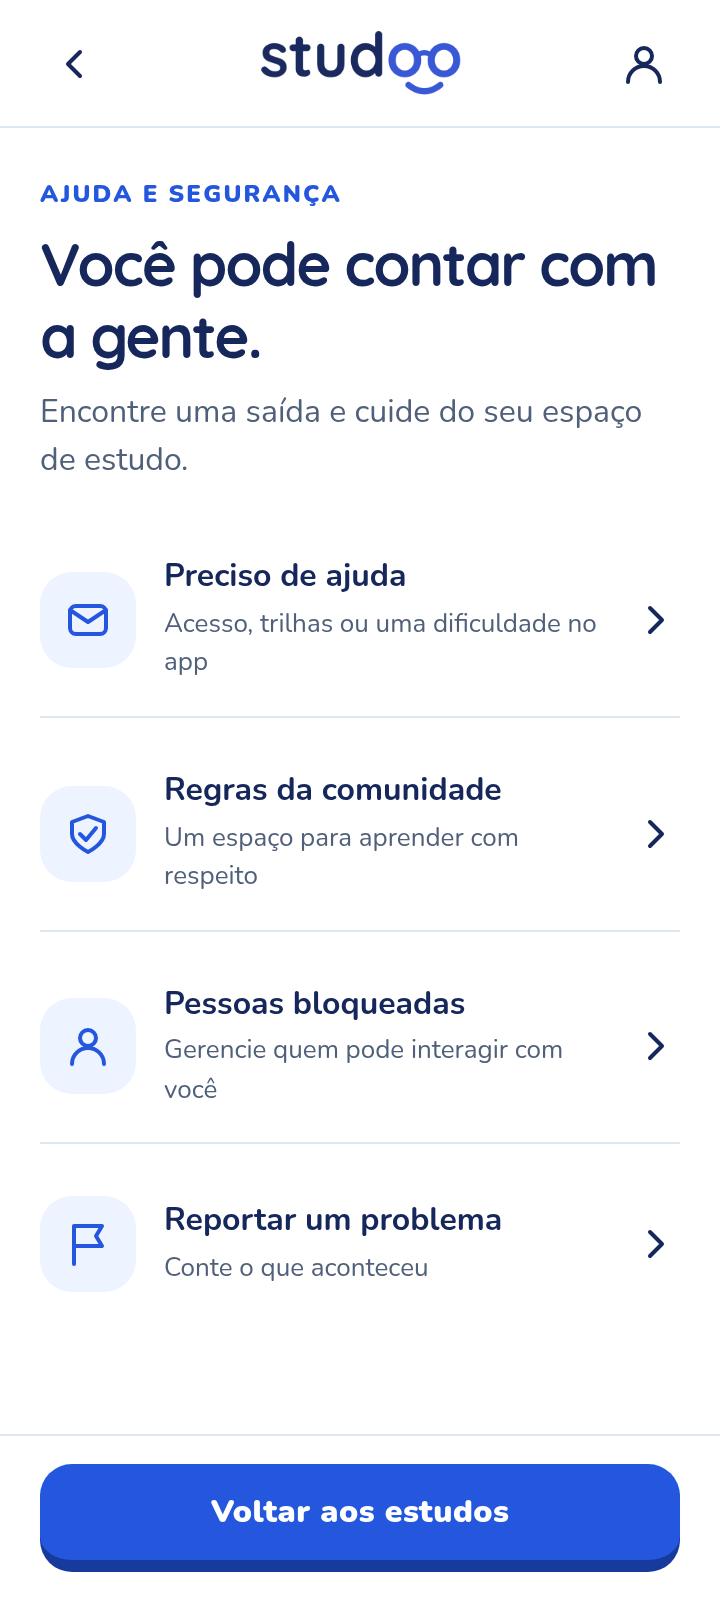 studoo
AJUDA E SEGURANÇA
Você pode contar com
a gente.
Encontre uma saída e cuide do seu espaço
de estudo.
Preciso de ajuda
Acesso, trilhas ou uma dificuldade no
app
Regras da comunidade
Um espaço para aprender com
respeito
Pessoas bloqueadas
Gerencie quem pode interagir com
você
Reportar um problema
Conte o que aconteceu
Voltar aos estudos